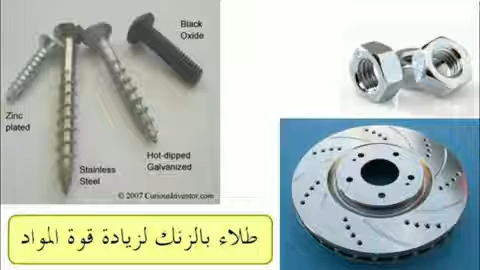 Black
Oxide
Zinc
plated
Hot-dipped
Galvanized
Stainless
Steel
© 2007 CuriousInventor.com
طلاء بالزنك لزيادة قوة المواد